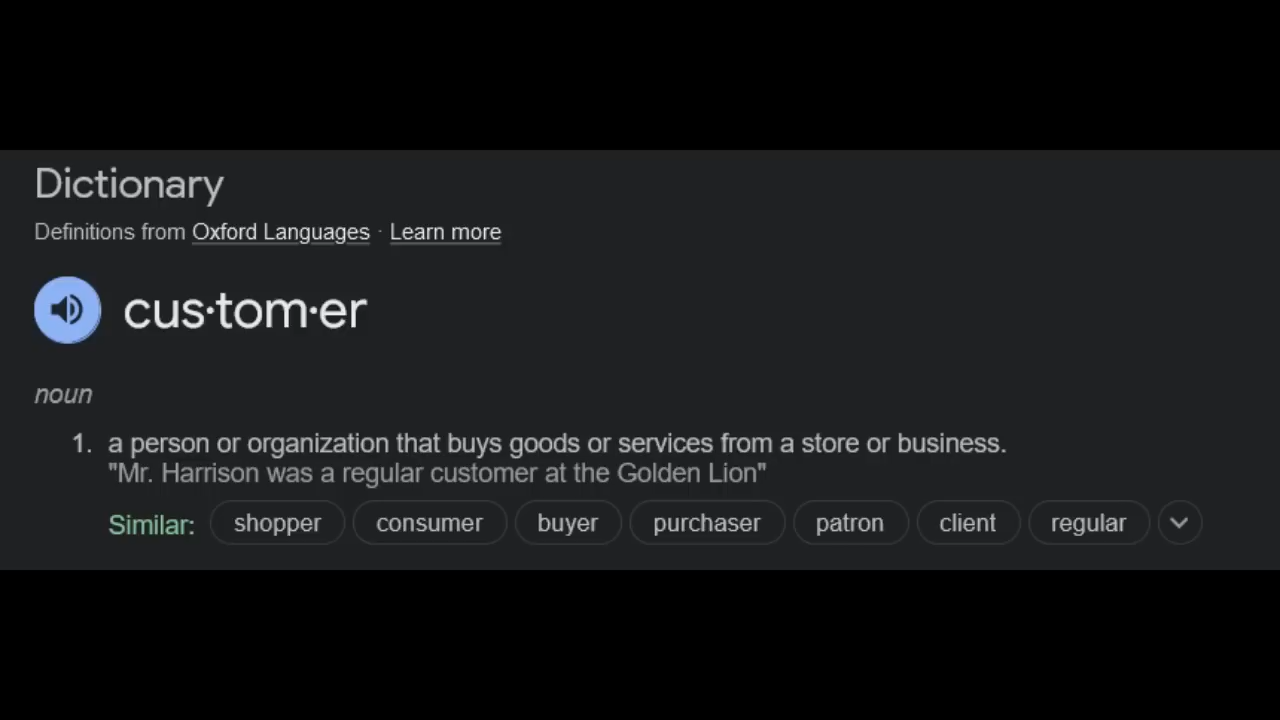 Dictionary
Definitions from Oxford Languages · Learn more
cus·tom·er
noun
1. a person or organization that buys goods or services from a store or business.
"Mr. Harrison was a regular customer at the Golden Lion"
Similar: shopper consumer buyer purchaser patron client regular